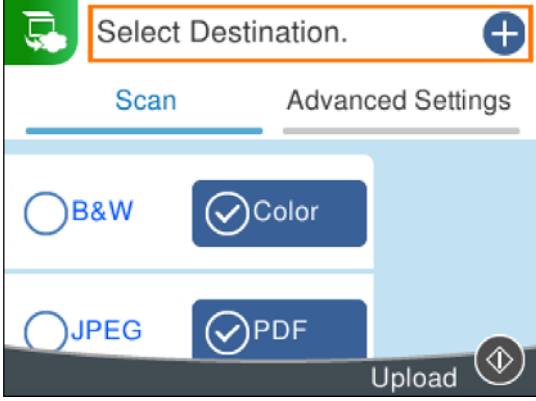 Select Destination.
Scan Advanced Settings
B&W Color
JPEG PDF
Upload